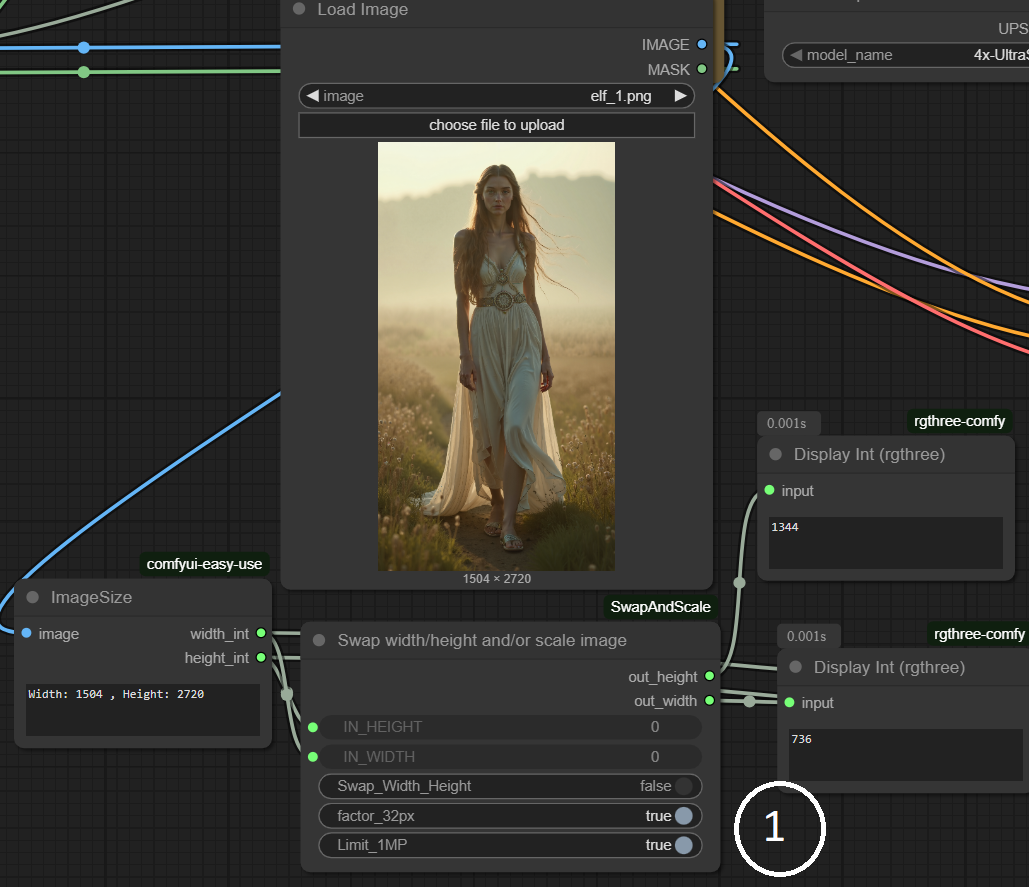 Load Image
IMAGE
MASK
image elf_1.png
choose file to upload
1504 × 2720
UPS
model_name 4x-Ultra
0.001s
rgthree-comfy
Display Int (rgthree)
input
1344
comfyui-easy-use
ImageSize
image width_int
height_int
Width: 1504 , Height: 2720
SwapAndScale
Swap width/height and/or scale image
out_height
out_width
IN_HEIGHT 0
IN_WIDTH 0
Swap_Width_Height false
factor_32px true
Limit_1MP true
0.001s
rgthree-comfy
Display Int (rgthree)
input
736
1